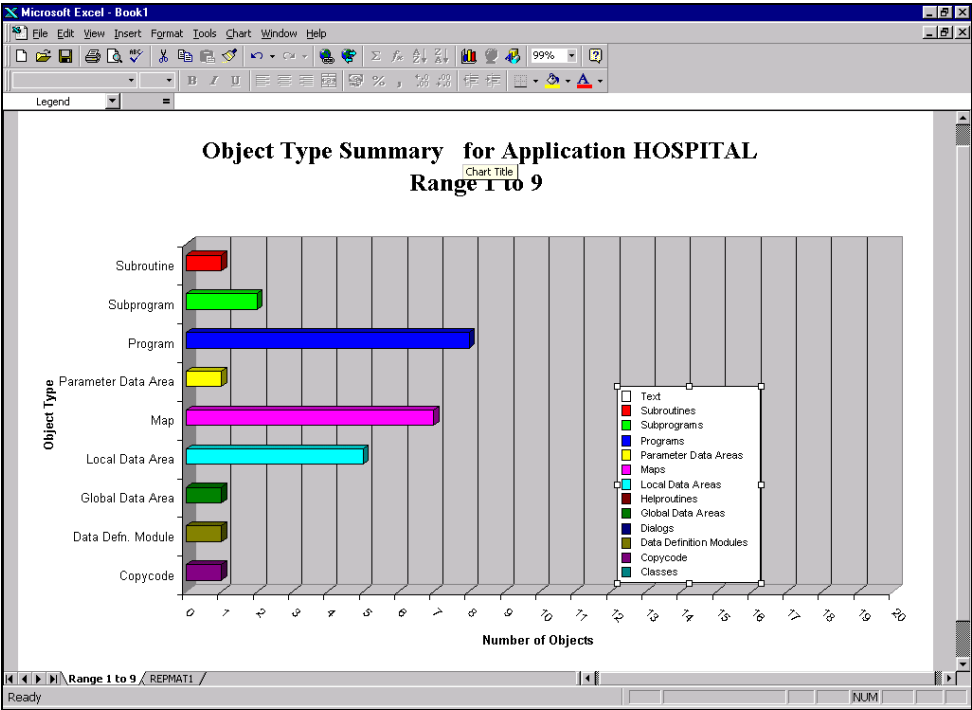 Microsoft Excel - Book1
File Edit View Insert Format Tools Chart Window Help
99%
B I U % ,
Legend =
Object Type Summary for Application HOSPITAL
Chart Title
Range 1 to 9
Subroutine
Subprogram
Program
Parameter Data Area
Map
Local Data Area
Global Data Area
Data Defn. Module
Copycode
Object Type
Text
Subroutines
Subprograms
Programs
Parameter Data Areas
Maps
Local Data Areas
Helproutines
Global Data Areas
Dialogs
Data Definition Modules
Copycode
Classes
0 1 2 3 4 5 6 7 8 9 10 11 12 13 14 15 16 17 18 19 20
Number of Objects
Range 1 to 9 REPMAT1
Ready NUM